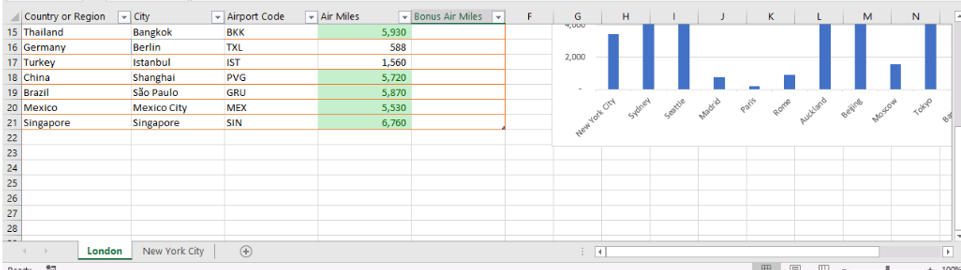 Country or Region City Airport Code Air Miles Bonus Air Miles F G H I J K L M N
15 Thailand Bangkok BKK 5,930
16 Germany Berlin TXL 588
17 Turkey Istanbul IST 1,560
18 China Shanghai PVG 5,720
19 Brazil São Paulo GRU 5,870
20 Mexico Mexico City MEX 5,530
21 Singapore Singapore SIN 6,760
22
23
24
25
26
27
28
4,000
2,000
-
New York City Sydney Seattle Madrid Paris Rome Auckland Beijing Moscow Tokyo
London New York City
Ready 100%